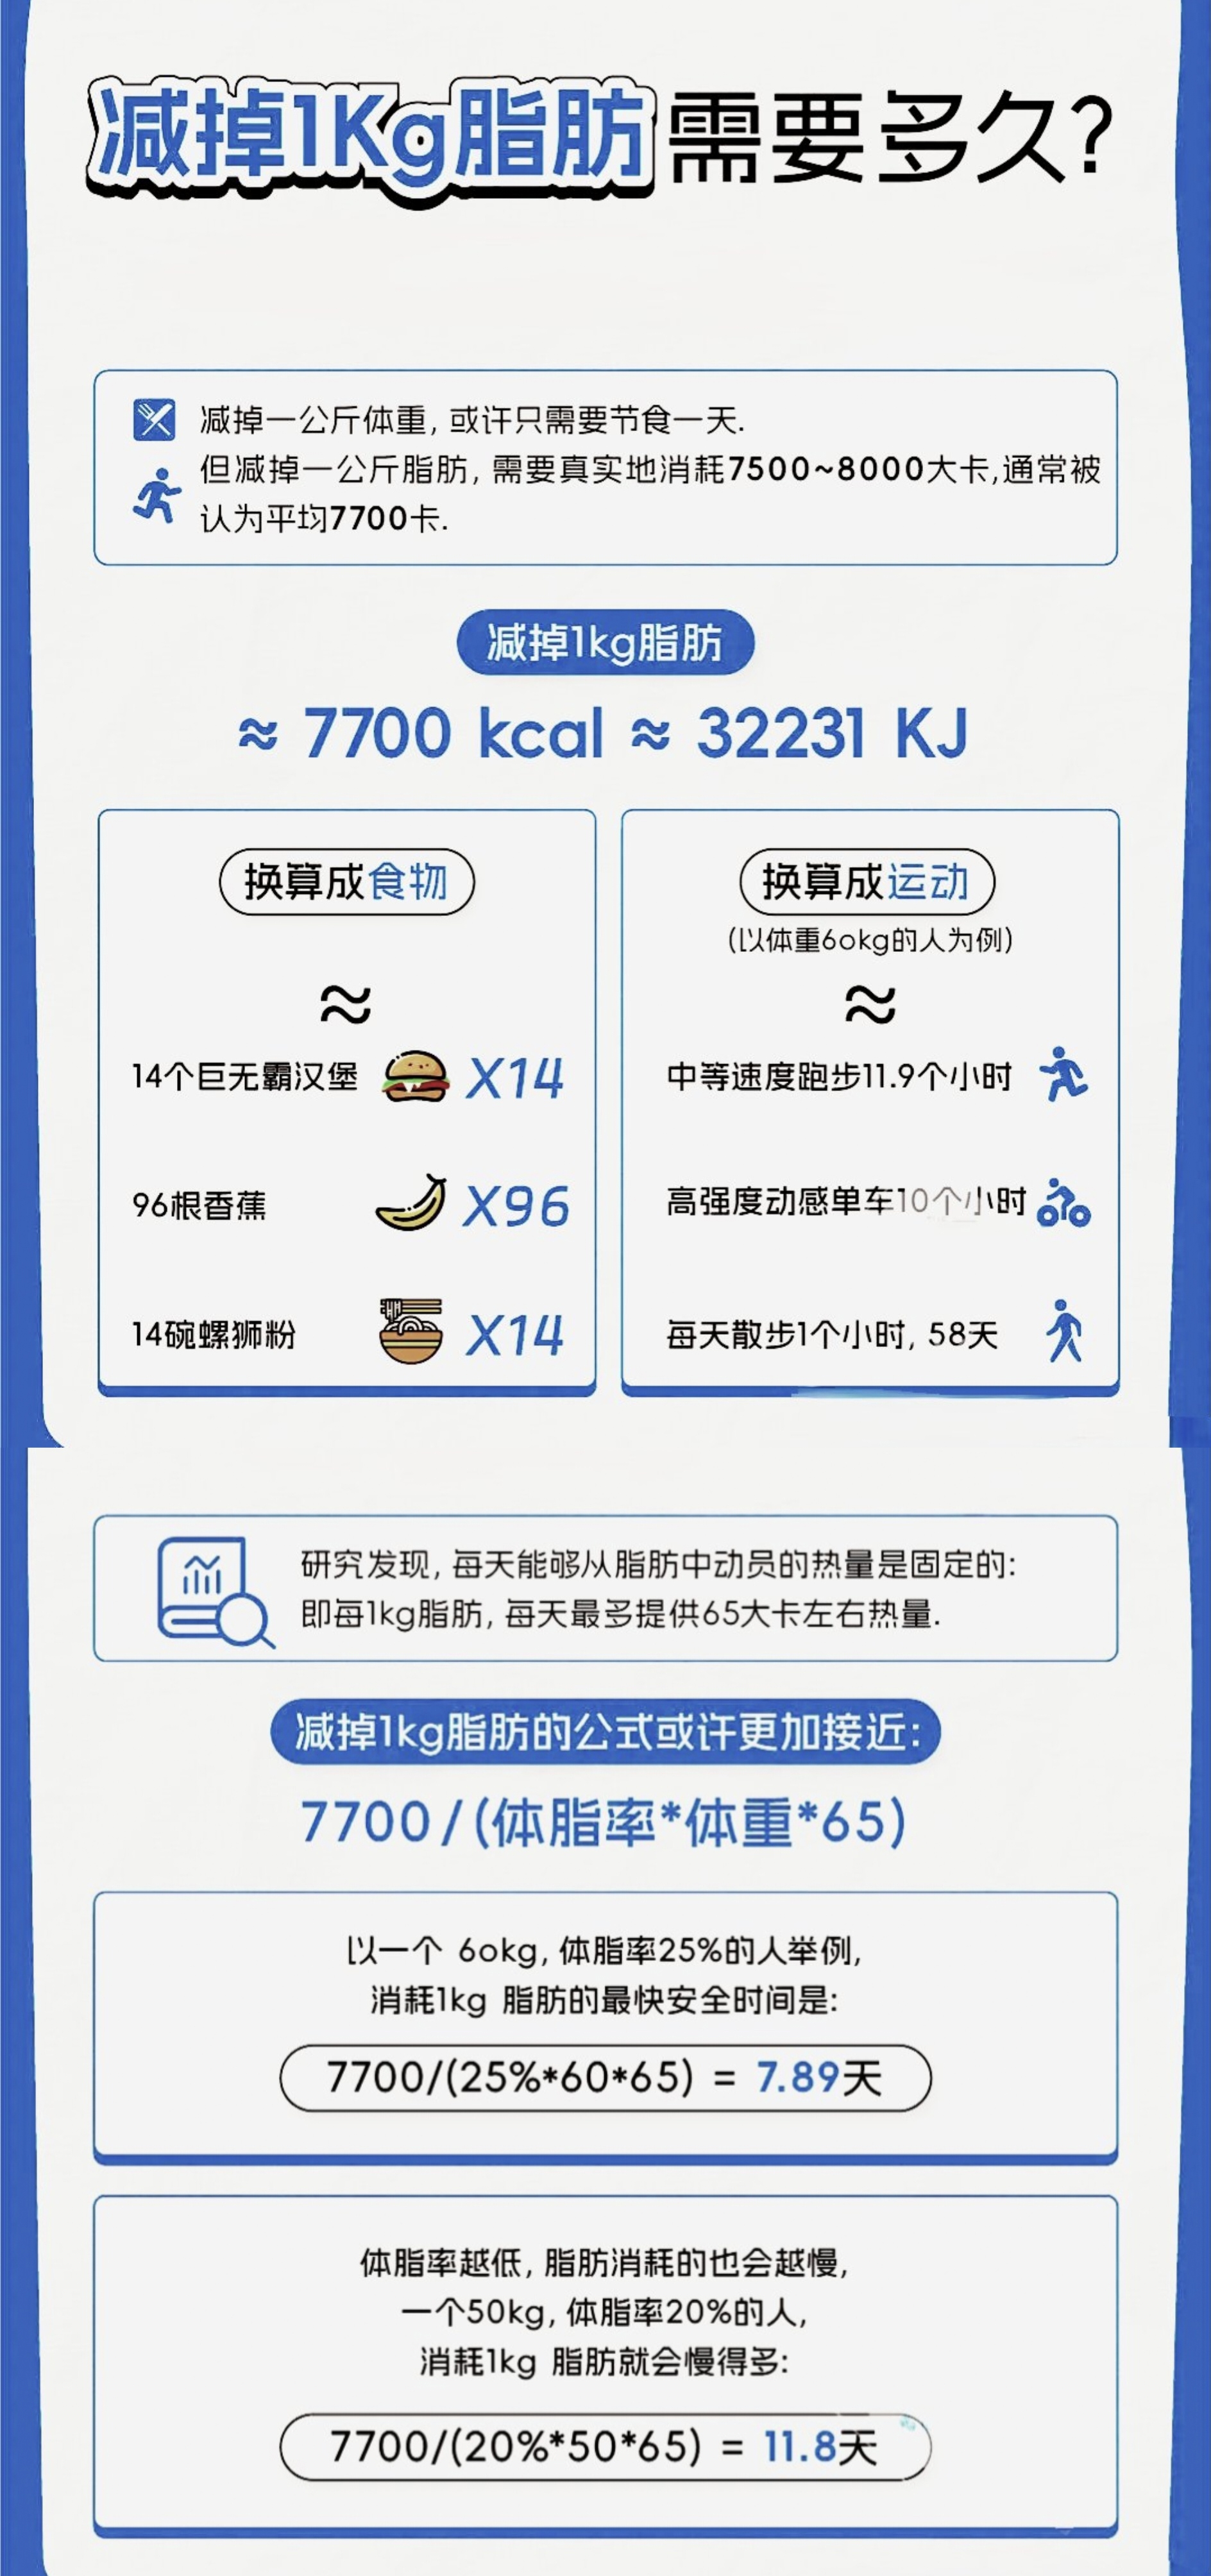 减掉1Kg脂肪需要多久?
减掉一公斤体重, 或许只需要节食一天.
但减掉一公斤脂肪, 需要真实地消耗7500~8000大卡,通常被
认为平均7700卡.
减掉1kg脂肪
≈ 7700 kcal ≈ 32231 KJ
换算成食物
≈
14个巨无霸汉堡 X14
96根香蕉 X96
14碗螺狮粉 X14
换算成运动
(以体重6okg的人为例)
≈
中等速度跑步11.9个小时
高强度动感单车10个小时
每天散步1个小时, 58天
研究发现, 每天能够从脂肪中动员的热量是固定的:
即每1kg脂肪, 每天最多提供65大卡左右热量.
减掉1kg脂肪的公式或许更加接近:
7700/(体脂率*体重*65)
以一个 6okg, 体脂率25%的人举例,
消耗1kg 脂肪的最快安全时间是:
7700/(25%*60*65) = 7.89天
体脂率越低, 脂肪消耗的也会越慢,
一个50kg, 体脂率20%的人,
消耗1kg 脂肪就会慢得多:
7700/(20%*50*65) = 11.8天